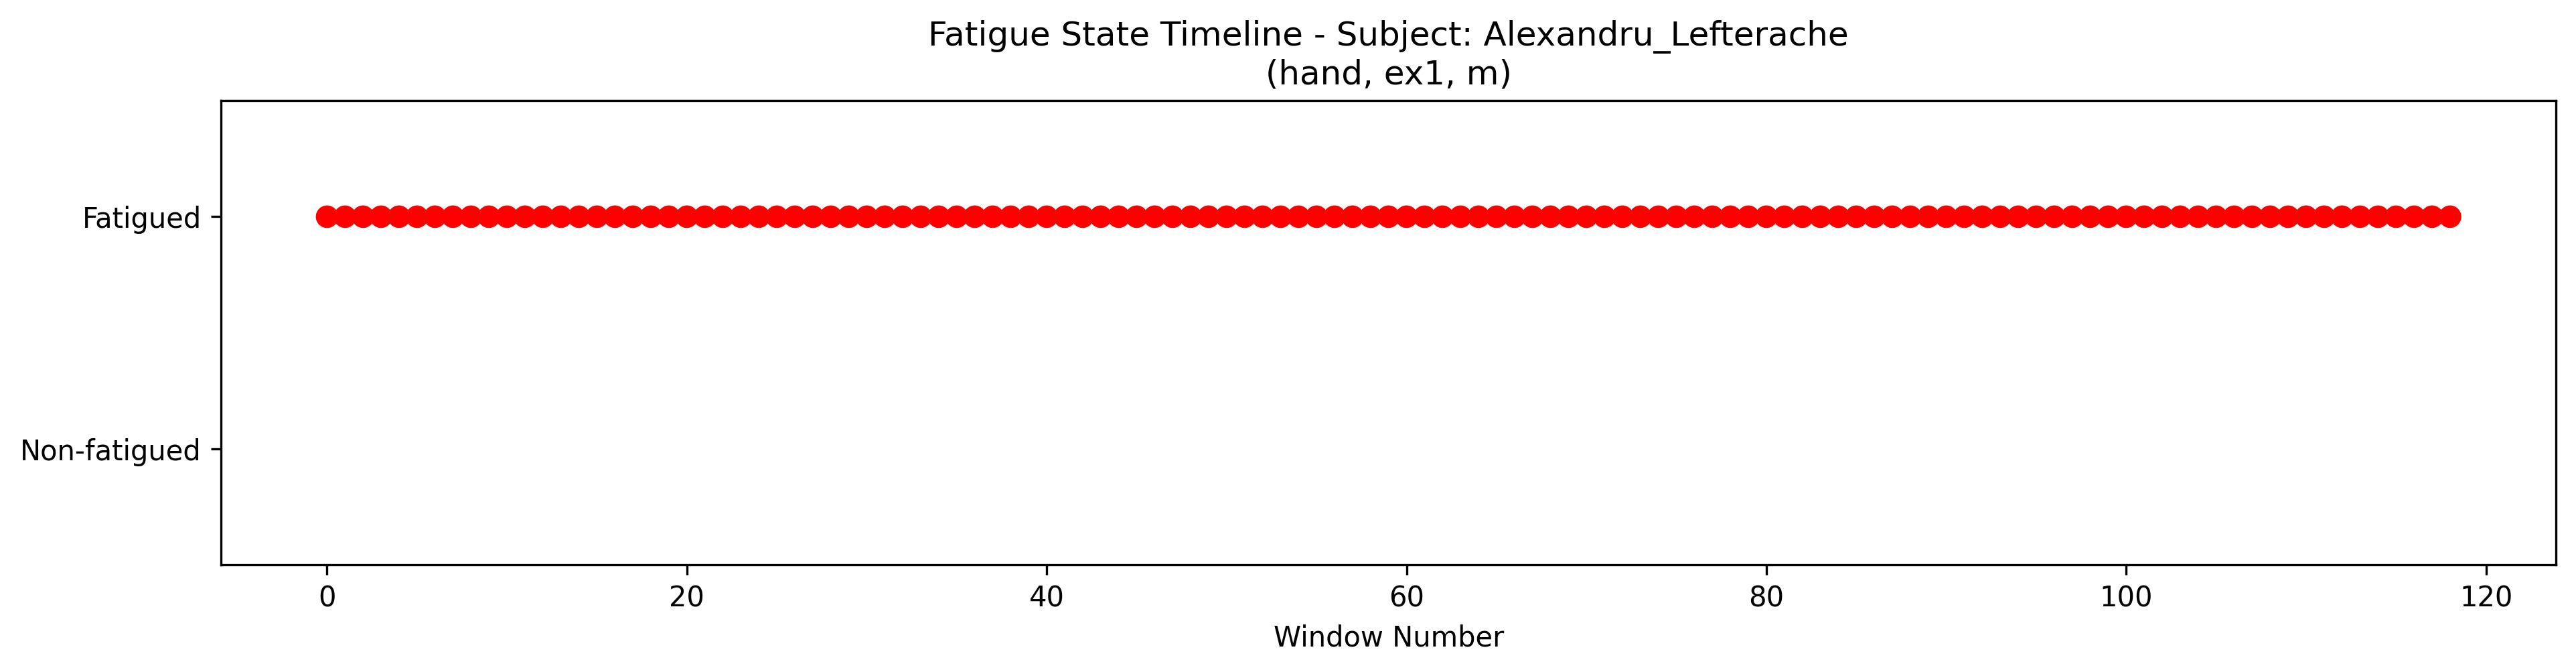 Fatigue State Timeline - Subject: Alexandru_Lefterache
(hand, ex1, m)
Fatigued
Non-fatigued
0 20 40 60 80 100 120
Window Number